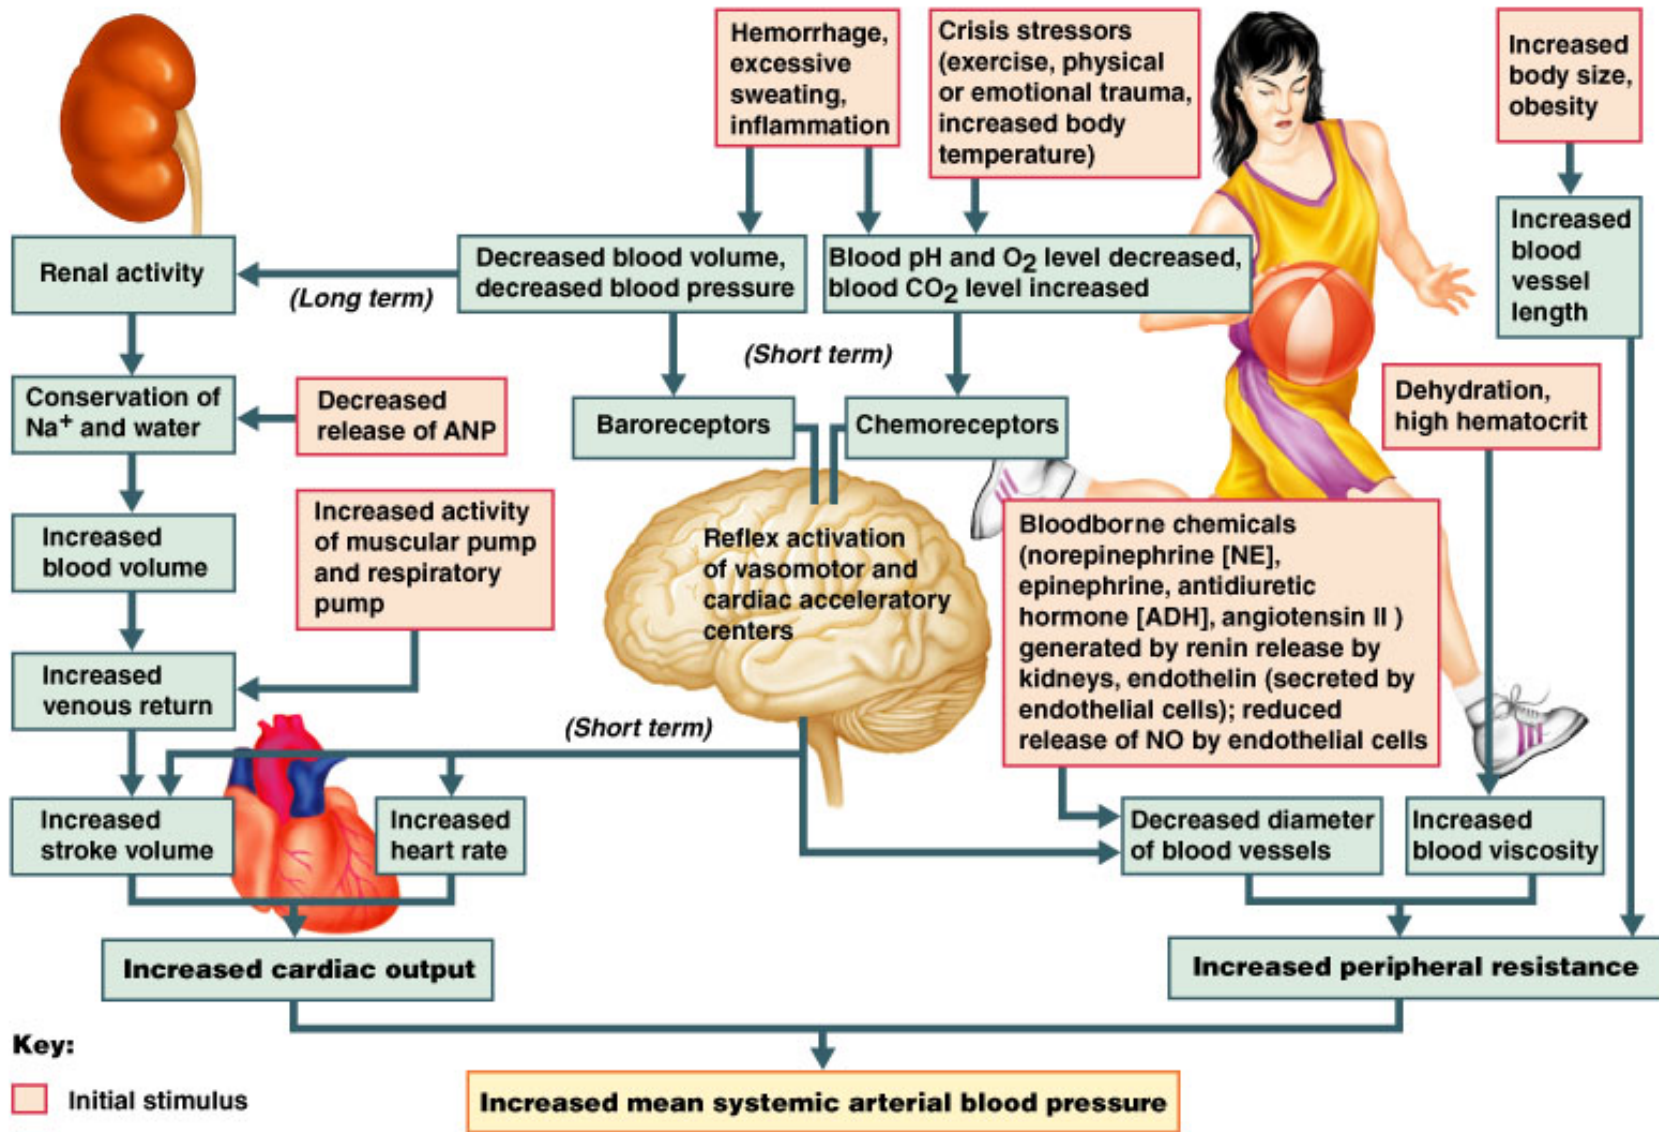 Hemorrhage,
excessive
sweating,
inflammation
Crisis stressors
(exercise, physical
or emotional trauma,
increased body
temperature)
Increased
body size,
obesity
Renal activity
(Long term)
Decreased blood volume,
decreased blood pressure
Blood pH and O₂ level decreased,
blood CO₂ level increased
Increased
blood
vessel
length
(Short term)
Conservation of
Na⁺ and water
Decreased
release of ANP
Baroreceptors
Chemoreceptors
Dehydration,
high hematocrit
Increased
blood volume
Increased activity
of muscular pump
and respiratory
pump
Reflex activation
of vasomotor and
cardiac acceleratory
centers
Bloodborne chemicals
(norepinephrine [NE],
epinephrine, antidiuretic
hormone [ADH], angiotensin II )
generated by renin release by
kidneys, endothelin (secreted by
endothelial cells); reduced
release of NO by endothelial cells
Increased
venous return
(Short term)
Increased
stroke volume
Increased
heart rate
Decreased diameter
of blood vessels
Increased
blood viscosity
Increased cardiac output
Increased peripheral resistance
Key:
Initial stimulus
Increased mean systemic arterial blood pressure